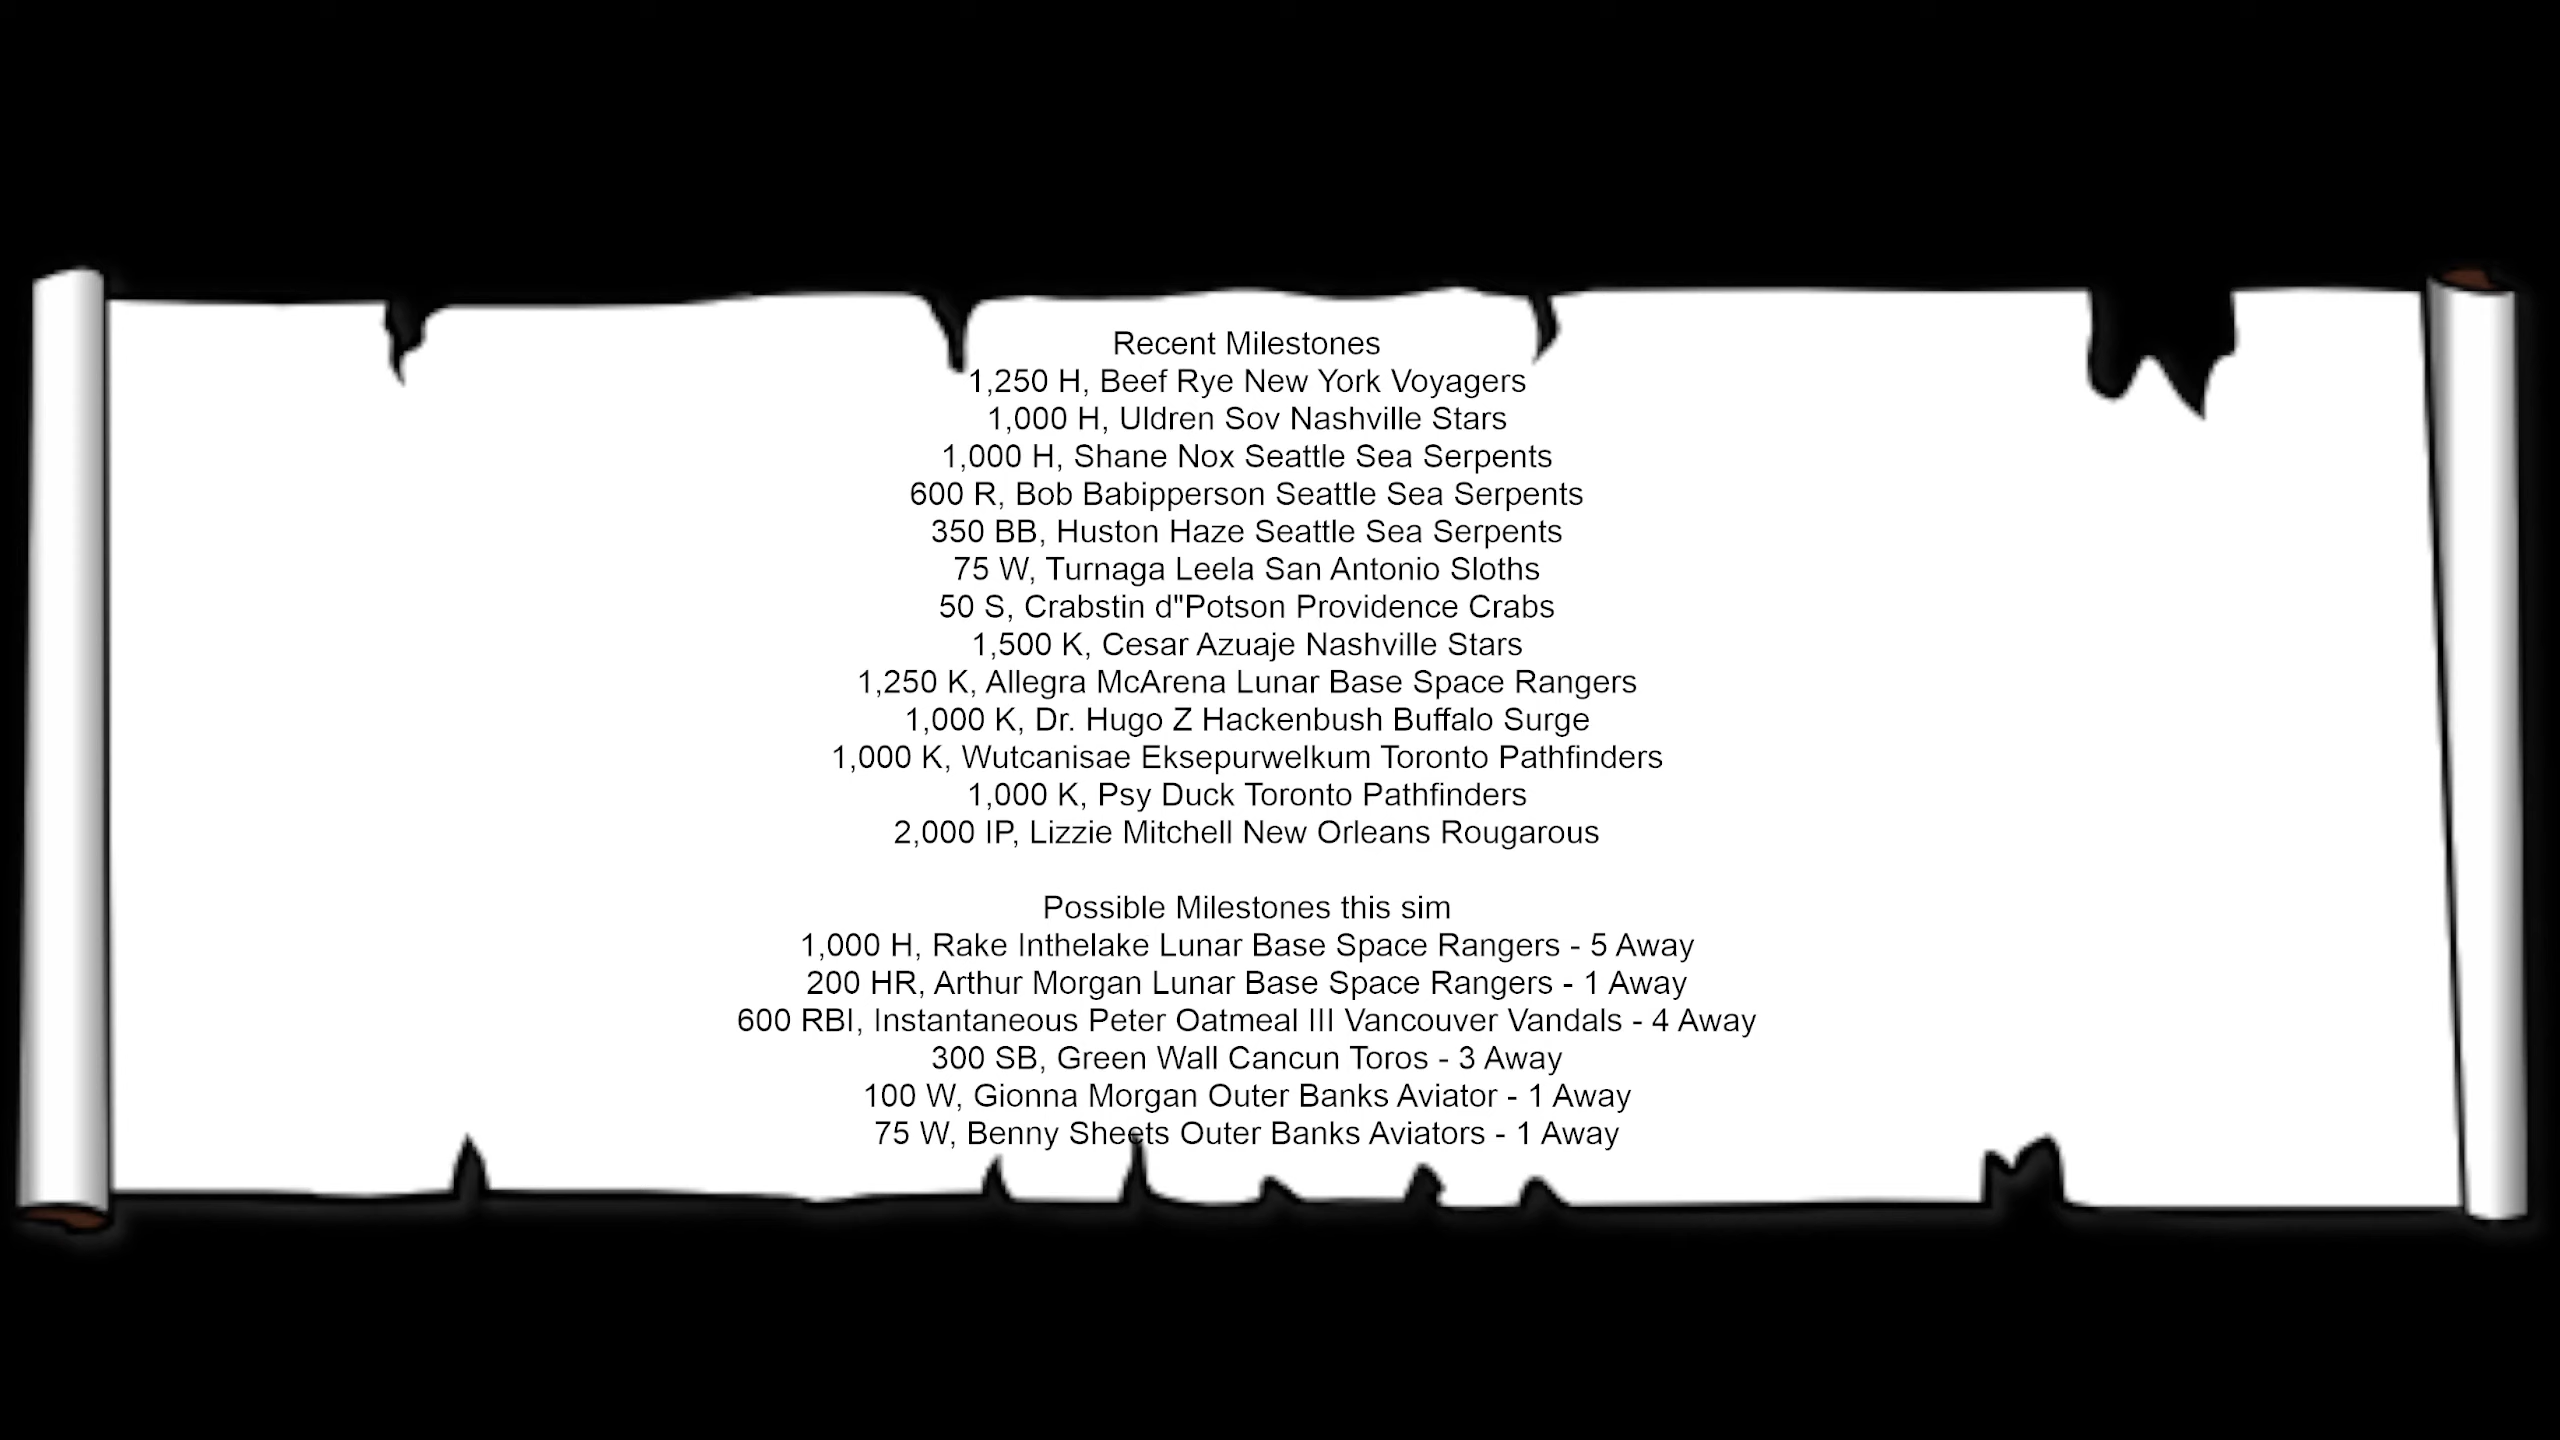 Recent Milestones
1,250 H, Beef Rye New York Voyagers
1,000 H, Uldren Sov Nashville Stars
1,000 H, Shane Nox Seattle Sea Serpents
600 R, Bob Babipperson Seattle Sea Serpents
350 BB, Huston Haze Seattle Sea Serpents
75 W, Turnaga Leela San Antonio Sloths
50 S, Crabstin d"Potson Providence Crabs
1,500 K, Cesar Azuaje Nashville Stars
1,250 K, Allegra McArena Lunar Base Space Rangers
1,000 K, Dr. Hugo Z Hackenbush Buffalo Surge
1,000 K, Wutcanisae Eksepurwelkum Toronto Pathfinders
1,000 K, Psy Duck Toronto Pathfinders
2,000 IP, Lizzie Mitchell New Orleans Rougarous
Possible Milestones this sim
1,000 H, Rake Inthelake Lunar Base Space Rangers - 5 Away
200 HR, Arthur Morgan Lunar Base Space Rangers - 1 Away
600 RBI, Instantaneous Peter Oatmeal III Vancouver Vandals - 4 Away
300 SB, Green Wall Cancun Toros - 3 Away
100 W, Gionna Morgan Outer Banks Aviator - 1 Away
75 W, Benny Sheets Outer Banks Aviators - 1 Away